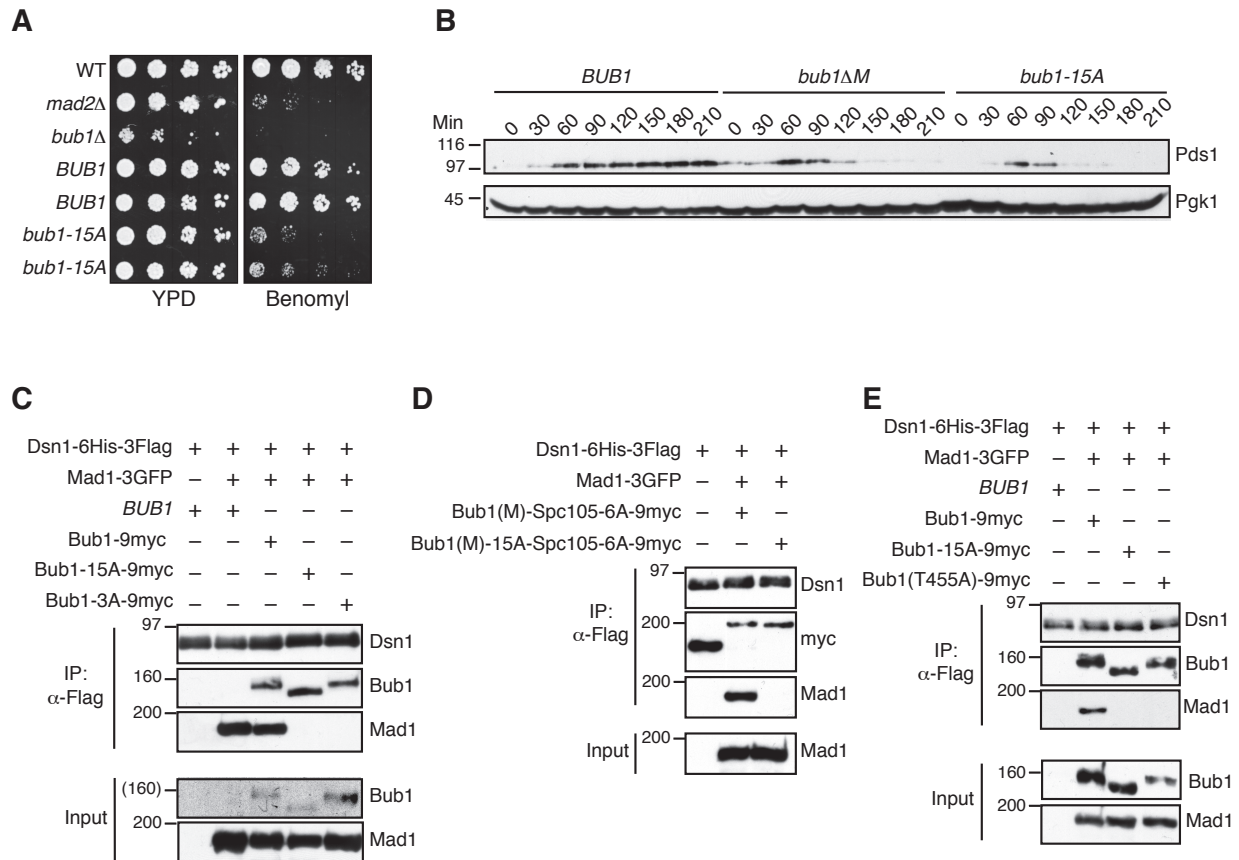 A
WT
mad2Δ
bub1Δ
BUB1
BUB1
bub1-15A
bub1-15A
YPD
Benomyl
B
BUB1
bub1ΔM
bub1-15A
Min
0 30 60 90 120 150 180 210 0 30 60 90 120 150 180 210 0 30 60 90 120 150 180 210
116
97
Pds1
45
Pgk1
C
Dsn1-6His-3Flag + + + + +
Mad1-3GFP – + + + +
BUB1 + + – – –
Bub1-9myc – – + – –
Bub1-15A-9myc – – – + –
Bub1-3A-9myc – – – – +
97
Dsn1
IP:
α-Flag
160
Bub1
200
Mad1
(160)
Bub1
Input
200
Mad1
D
Dsn1-6His-3Flag + + +
Mad1-3GFP – + +
Bub1(M)-Spc105-6A-9myc – + –
Bub1(M)-15A-Spc105-6A-9myc – – +
97
Dsn1
IP:
α-Flag
200
myc
200
Mad1
Input
200
Mad1
E
Dsn1-6His-3Flag + + + +
Mad1-3GFP – + + +
BUB1 + – – –
Bub1-9myc – + – –
Bub1-15A-9myc – – + –
Bub1(T455A)-9myc – – – +
97
Dsn1
IP:
α-Flag
160
Bub1
200
Mad1
160
Bub1
Input
200
Mad1